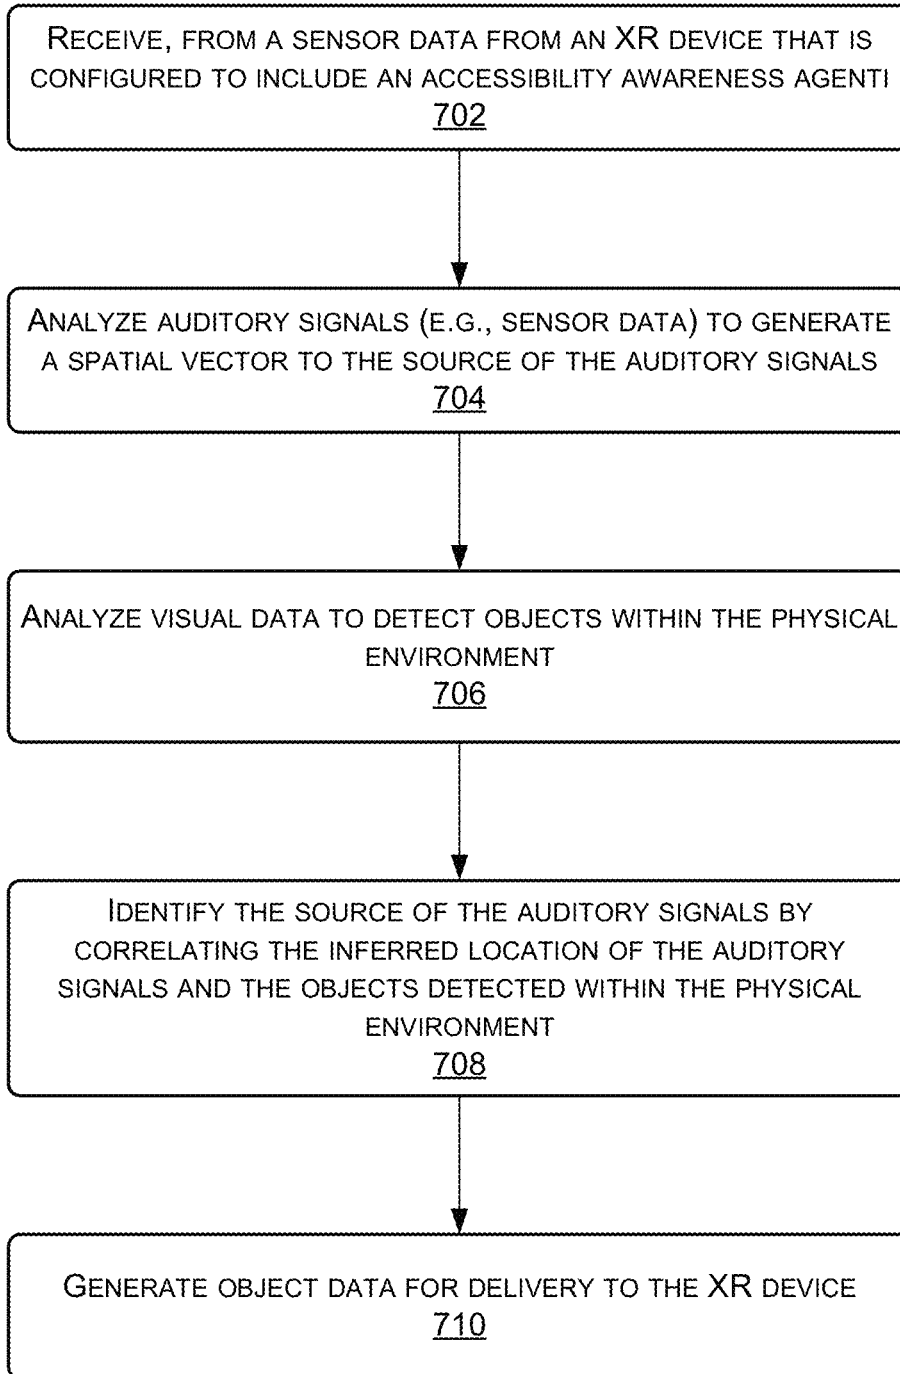 RECEIVE, FROM A SENSOR DATA FROM AN XR DEVICE THAT IS
CONFIGURED TO INCLUDE AN ACCESSIBILITY AWARENESS AGENTI
702
ANALYZE AUDITORY SIGNALS (E.G., SENSOR DATA) TO GENERATE
A SPATIAL VECTOR TO THE SOURCE OF THE AUDITORY SIGNALS
704
ANALYZE VISUAL DATA TO DETECT OBJECTS WITHIN THE PHYSICAL
ENVIRONMENT
706
IDENTIFY THE SOURCE OF THE AUDITORY SIGNALS BY
CORRELATING THE INFERRED LOCATION OF THE AUDITORY
SIGNALS AND THE OBJECTS DETECTED WITHIN THE PHYSICAL
ENVIRONMENT
708
GENERATE OBJECT DATA FOR DELIVERY TO THE XR DEVICE
710